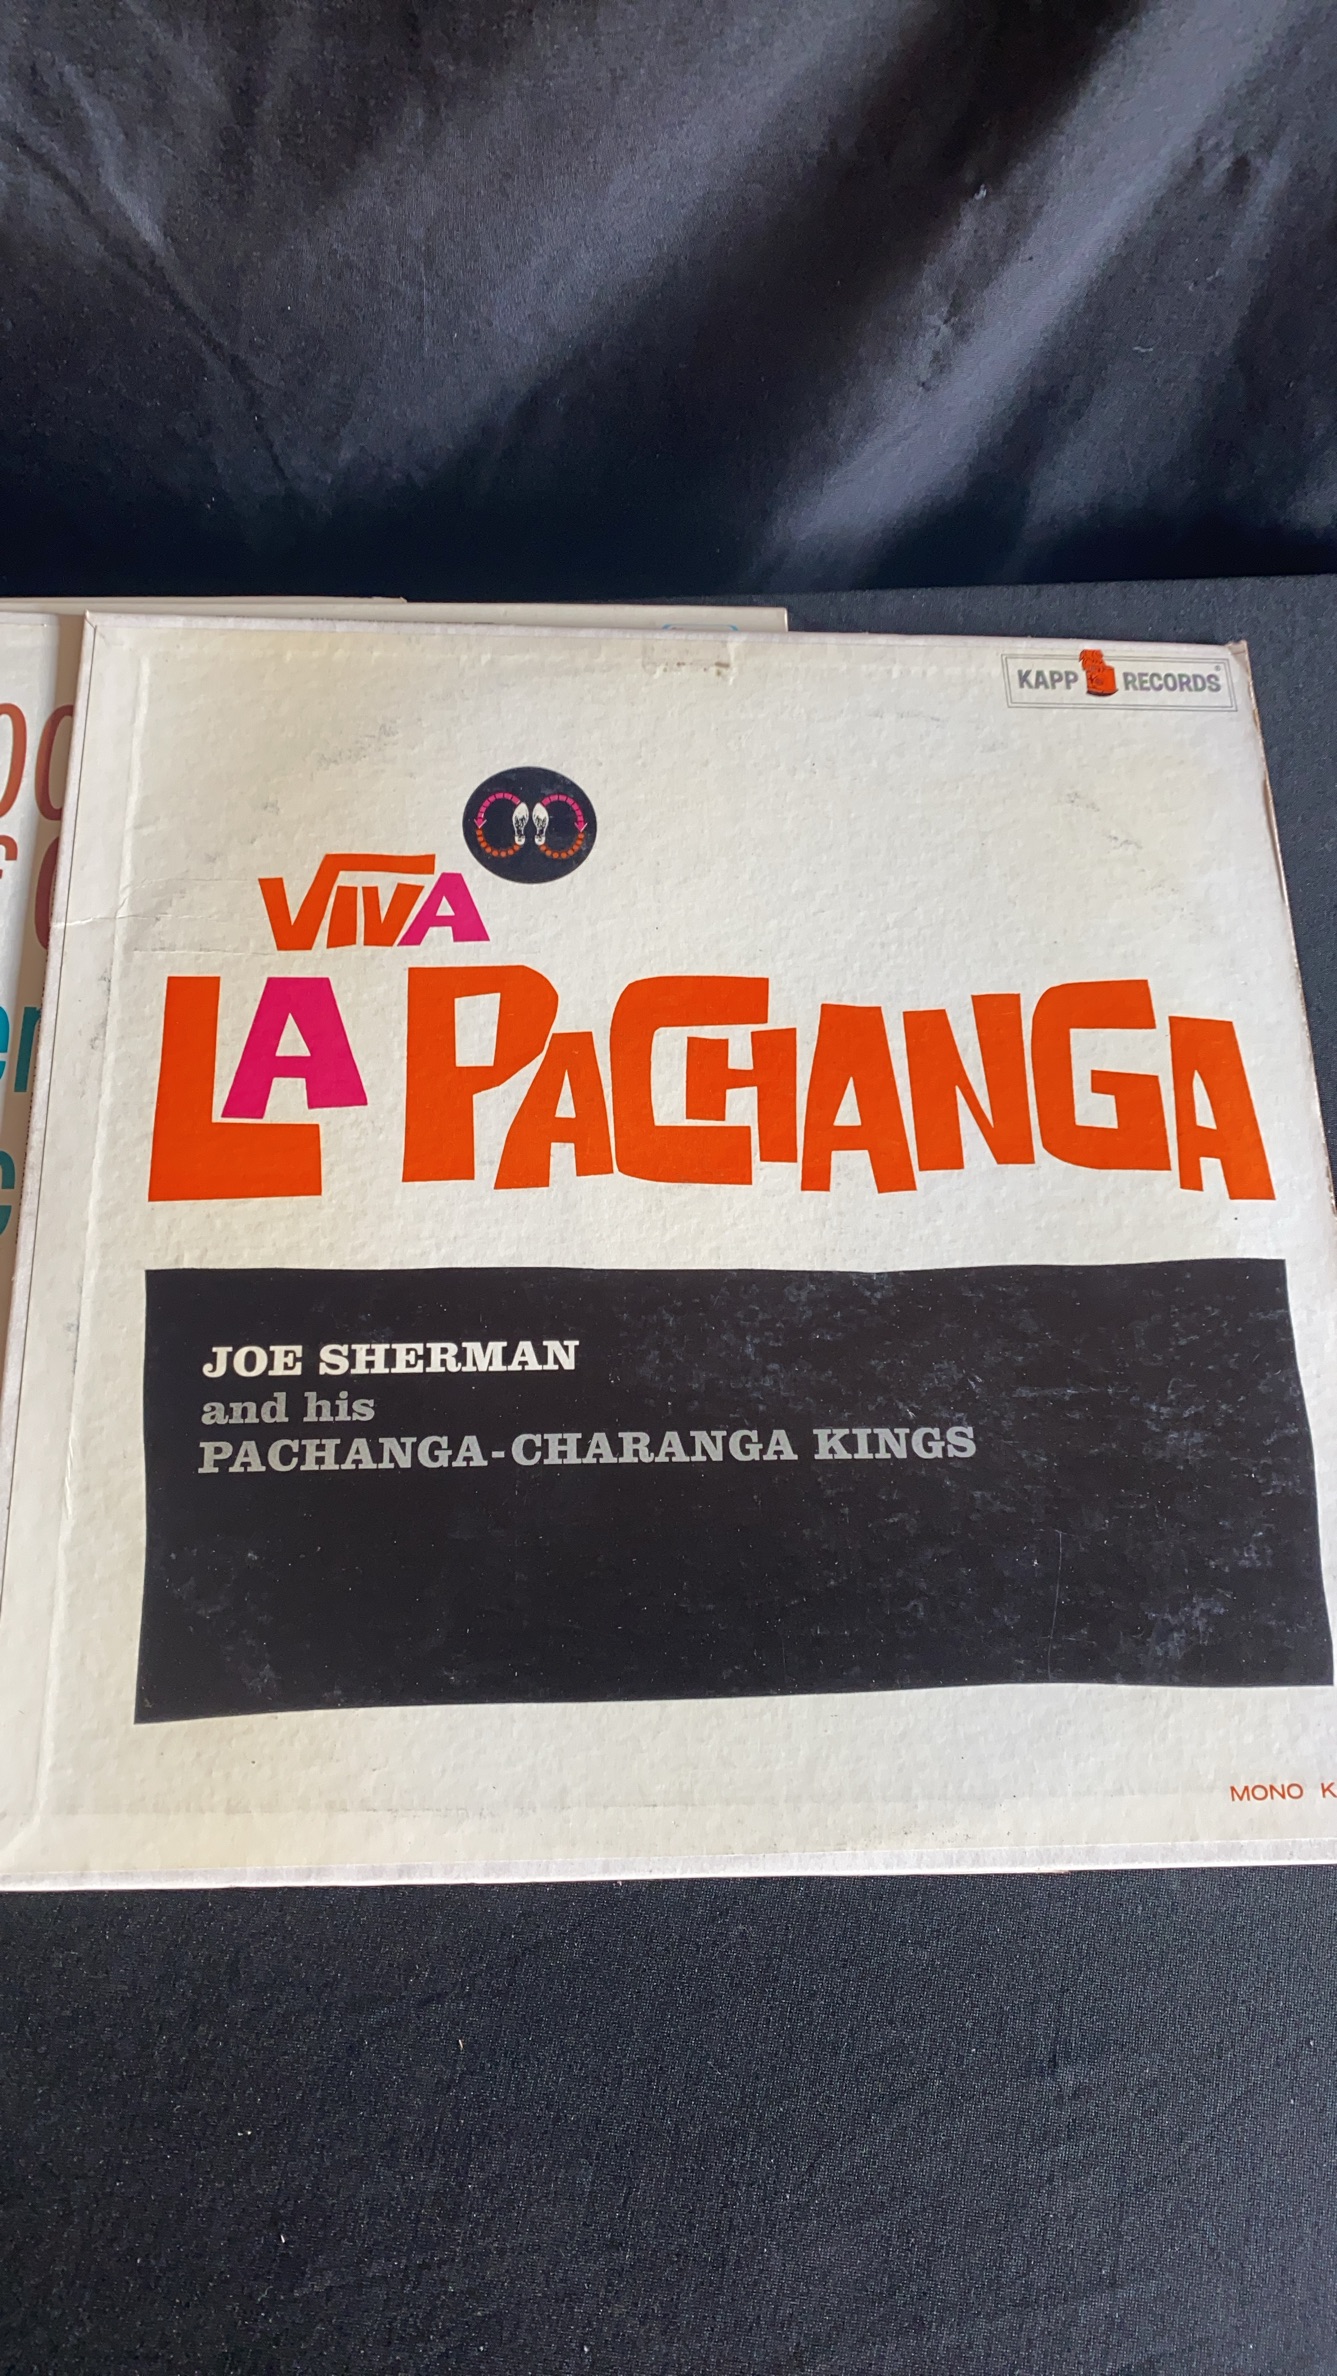 KAPP RECORDS®
VIVA
LA PACHANGA
JOE SHERMAN
and his
PACHANGA-CHARANGA KINGS
MONO K